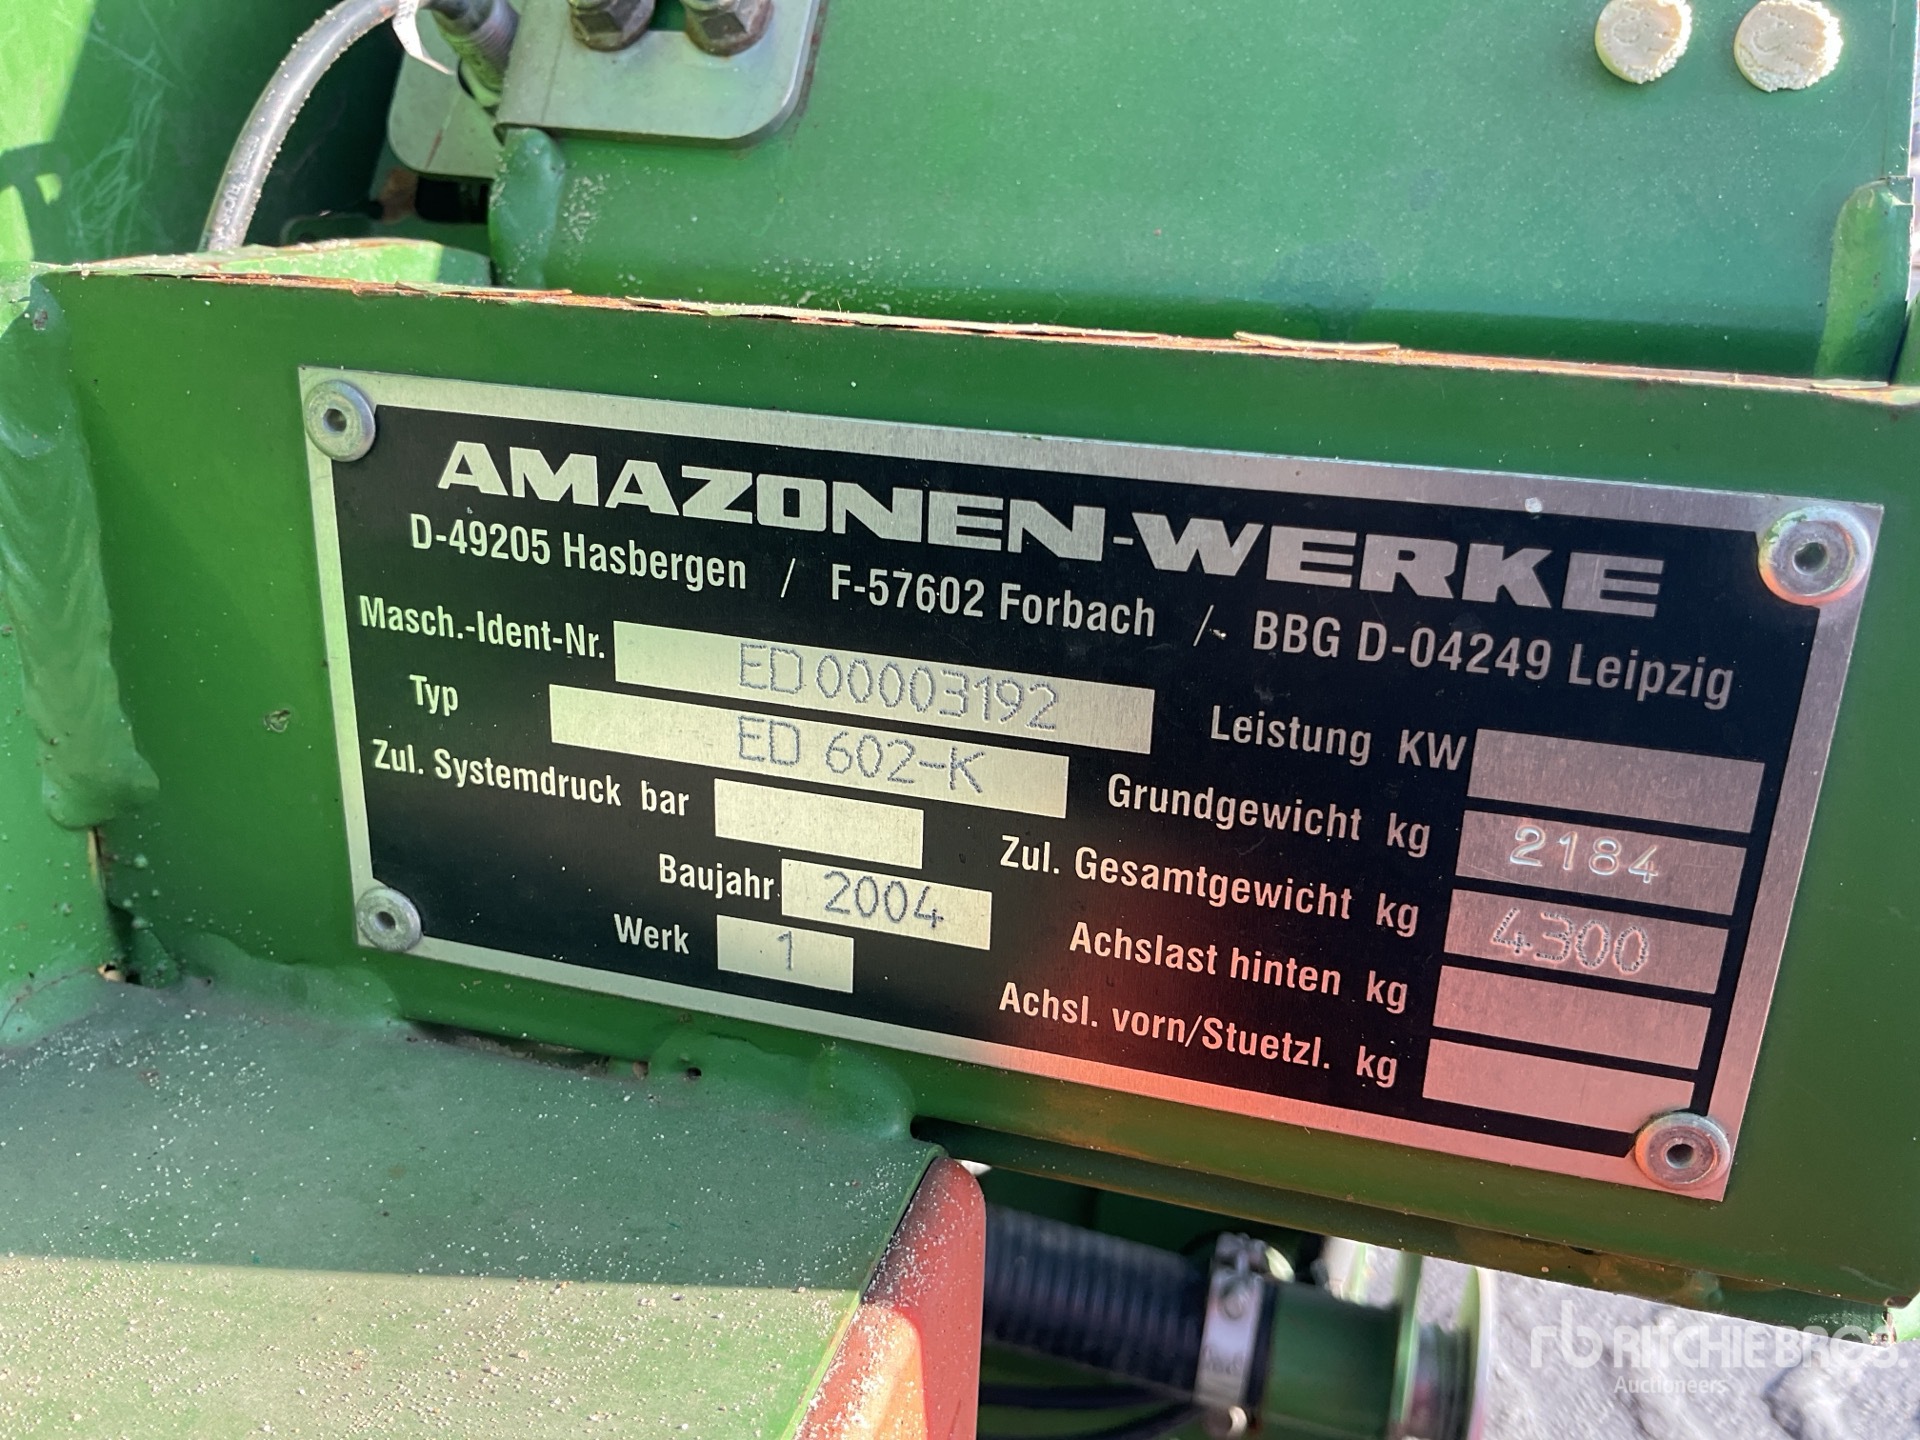 AMAZONEN-WERKE
D-49205 Hasbergen / F-57602 Forbach / BBG D-04249 Leipzig
Masch.-Ident-Nr. ED00003192
Typ ED 602-K
Zul. Systemdruck bar
Baujahr 2004
Werk 1
Leistung KW
Grundgewicht kg 2184
Zul. Gesamtgewicht kg 4300
Achslast hinten kg
Achsl. vorn/Stuetzl. kg
rb RITCHIE BROS.
Auctioneers